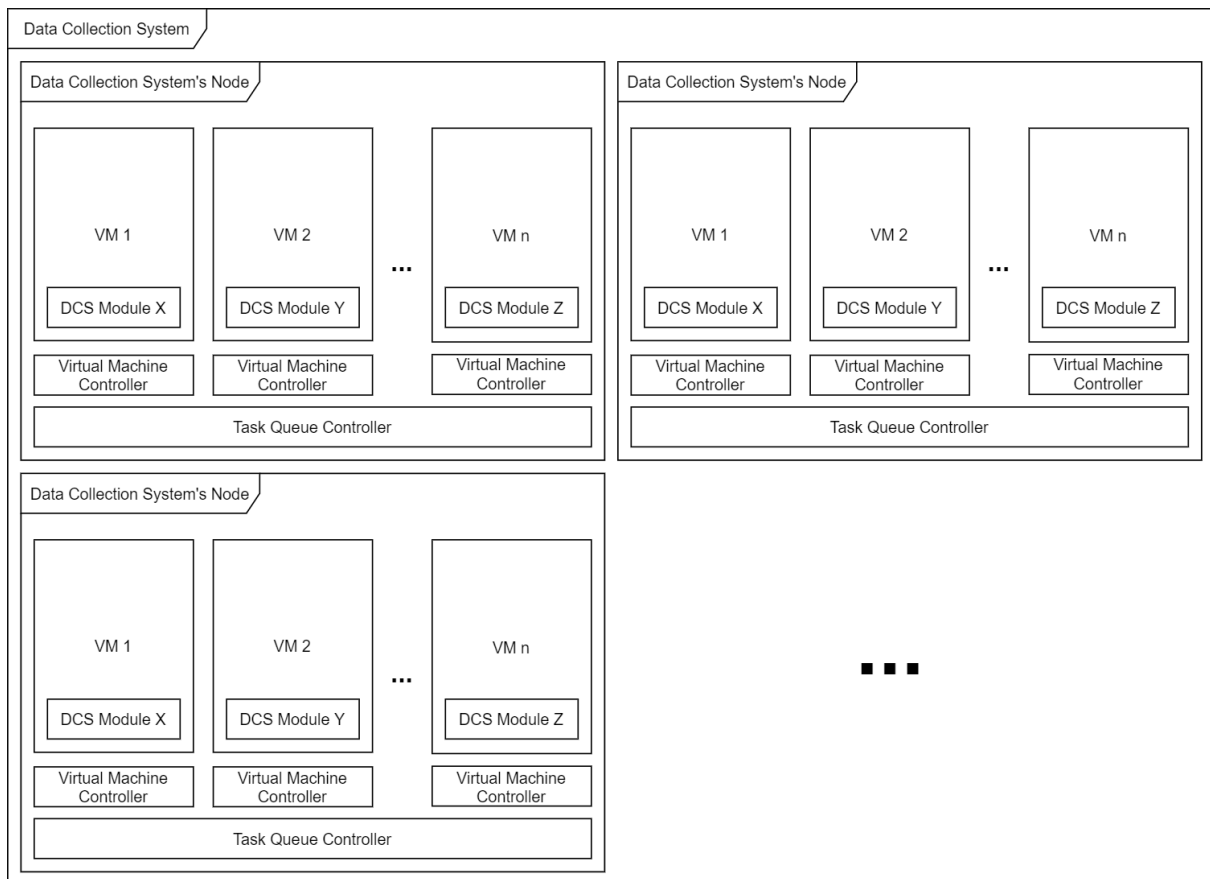 Data Collection System
Data Collection System's Node
VM 1
VM 2
...
VM n
DCS Module X
DCS Module Y
DCS Module Z
Virtual Machine
Controller
Virtual Machine
Controller
Virtual Machine
Controller
Task Queue Controller
Data Collection System's Node
VM 1
VM 2
...
VM n
DCS Module X
DCS Module Y
DCS Module Z
Virtual Machine
Controller
Virtual Machine
Controller
Virtual Machine
Controller
Task Queue Controller
Data Collection System's Node
VM 1
VM 2
...
VM n
DCS Module X
DCS Module Y
DCS Module Z
Virtual Machine
Controller
Virtual Machine
Controller
Virtual Machine
Controller
Task Queue Controller
...